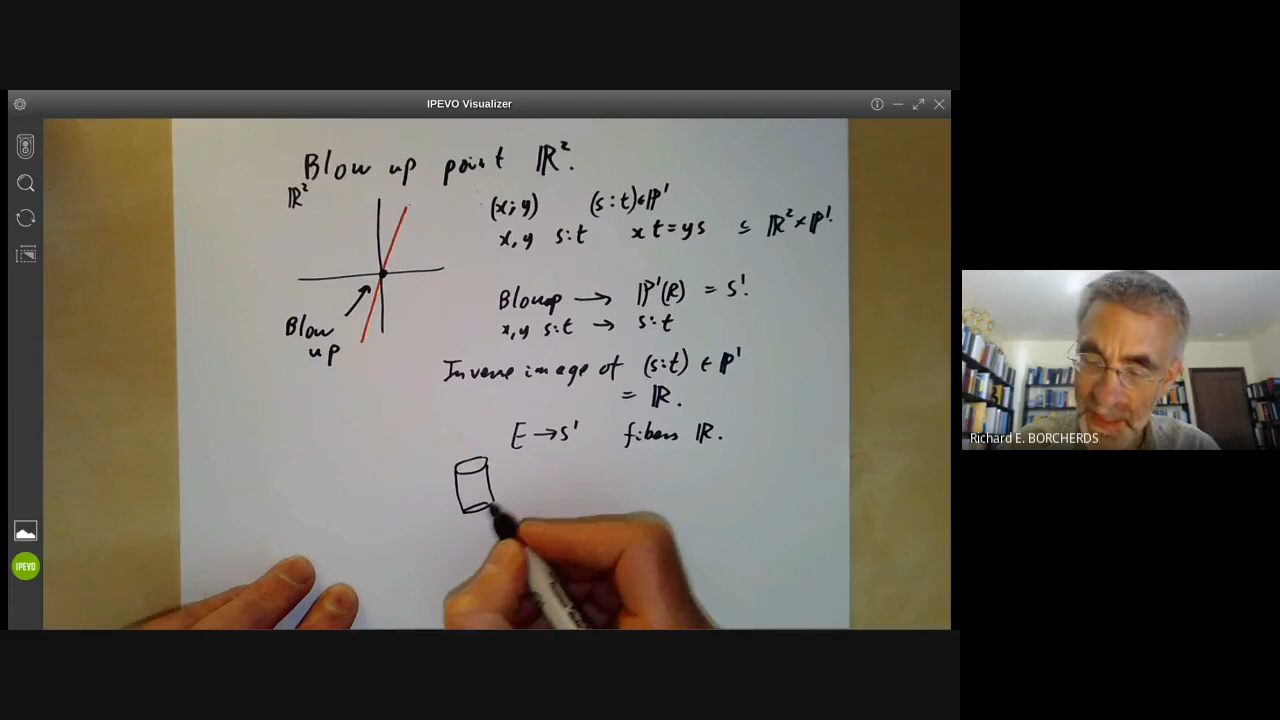 IPEVO Visualizer
Blow up point ℝ².
ℝ²
(x,y) (s:t)∈ℙ¹
x,y s:t xt=ys ⊆ ℝ²×ℙ¹.
Blowup → ℙ¹(R) = S¹.
x,y s:t → s:t
Blow up
Inverse image of (s:t) ∈ ℙ¹
= ℝ.
E → S¹ fibers ℝ.
IPEVO
Richard E. BORCHERDS